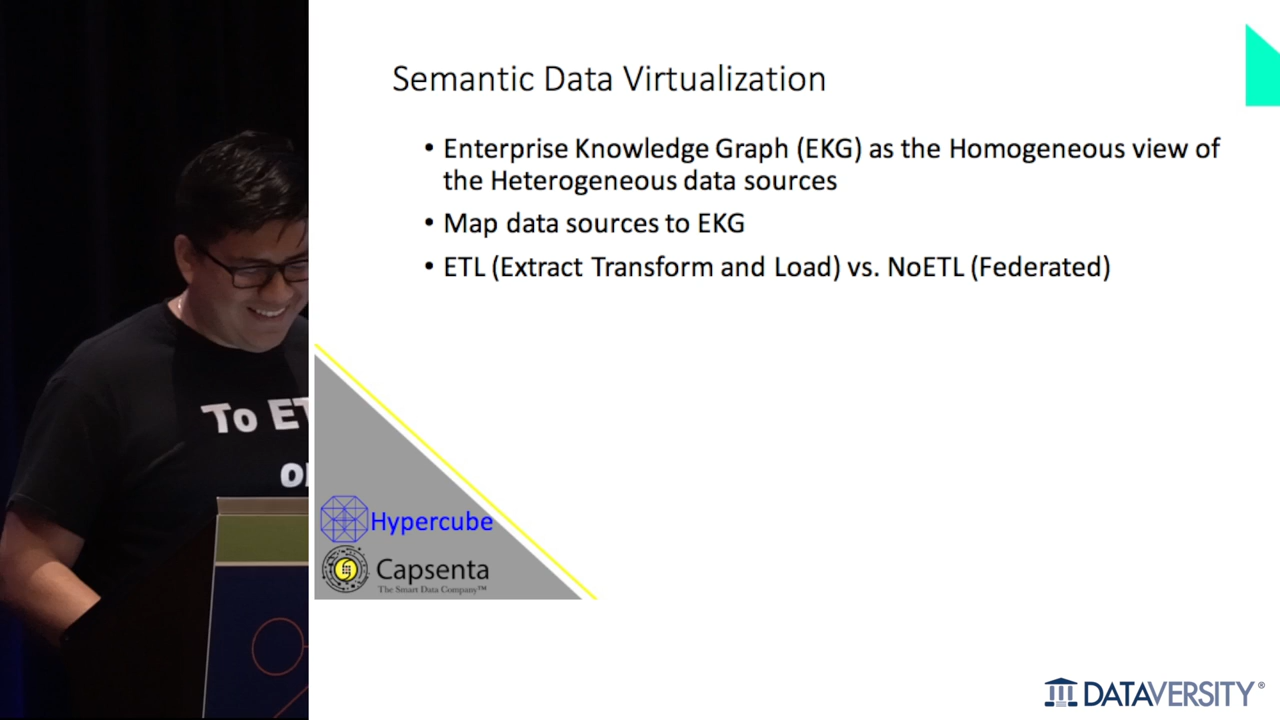 Semantic Data Virtualization
• Enterprise Knowledge Graph (EKG) as the Homogeneous view of
the Heterogeneous data sources
• Map data sources to EKG
• ETL (Extract Transform and Load) vs. NoETL (Federated)
To
Hypercube
Capsenta
The Smart Data Company™
DATAVERSITY®